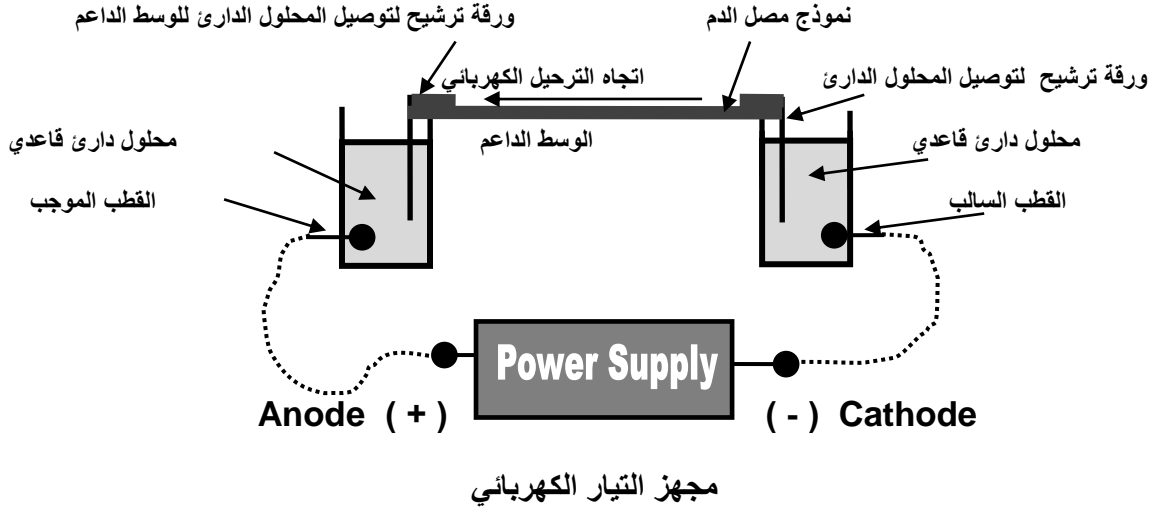 ورقة ترشيح لتوصيل المحلول الدارئ للوسط الداعم
نموذج مصل الدم
اتجاه الترحيل الكهربائي
ورقة ترشيح لتوصيل المحلول الدارئ
محلول دارئ قاعدي
الوسط الداعم
محلول دارئ قاعدي
القطب الموجب
القطب السالب
Power Supply
Anode ( + )
( - ) Cathode
مجهز التيار الكهربائي